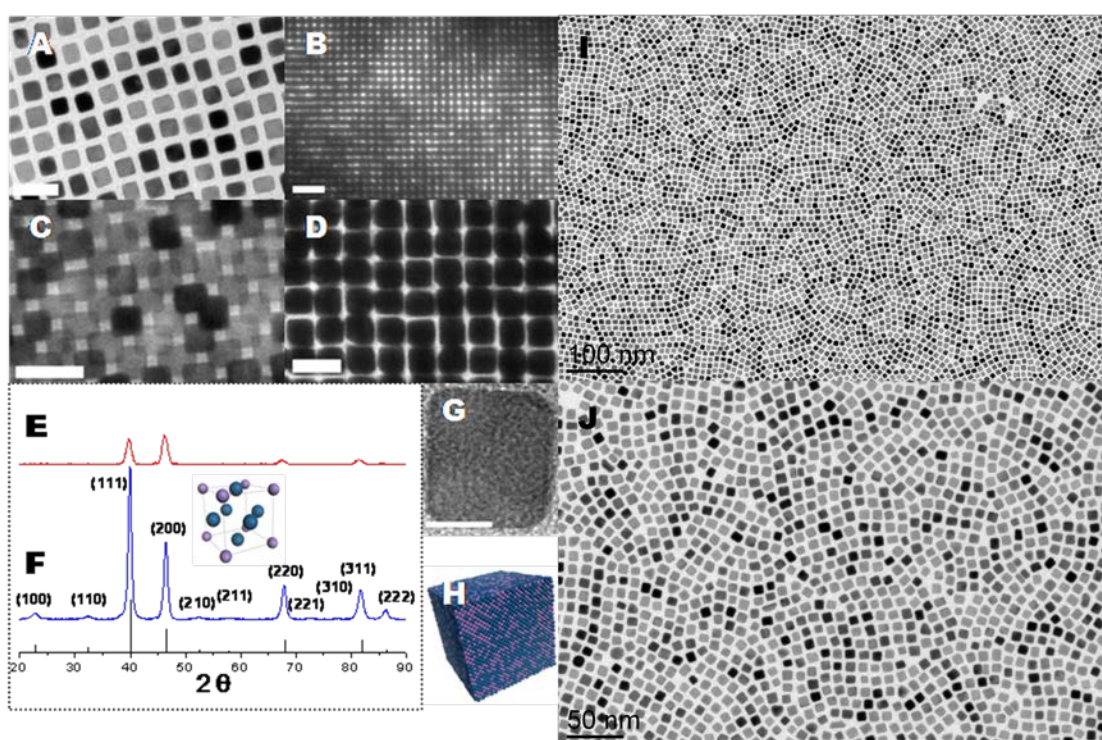 A
B
I
C
D
100 nm
E
G
J
(111)
(200)
F
H
(100)
(110)
(210)
(211)
(220)
(221)
(310)
(311)
(222)
20 30 40 50 60 70 80 90
2θ
50 nm